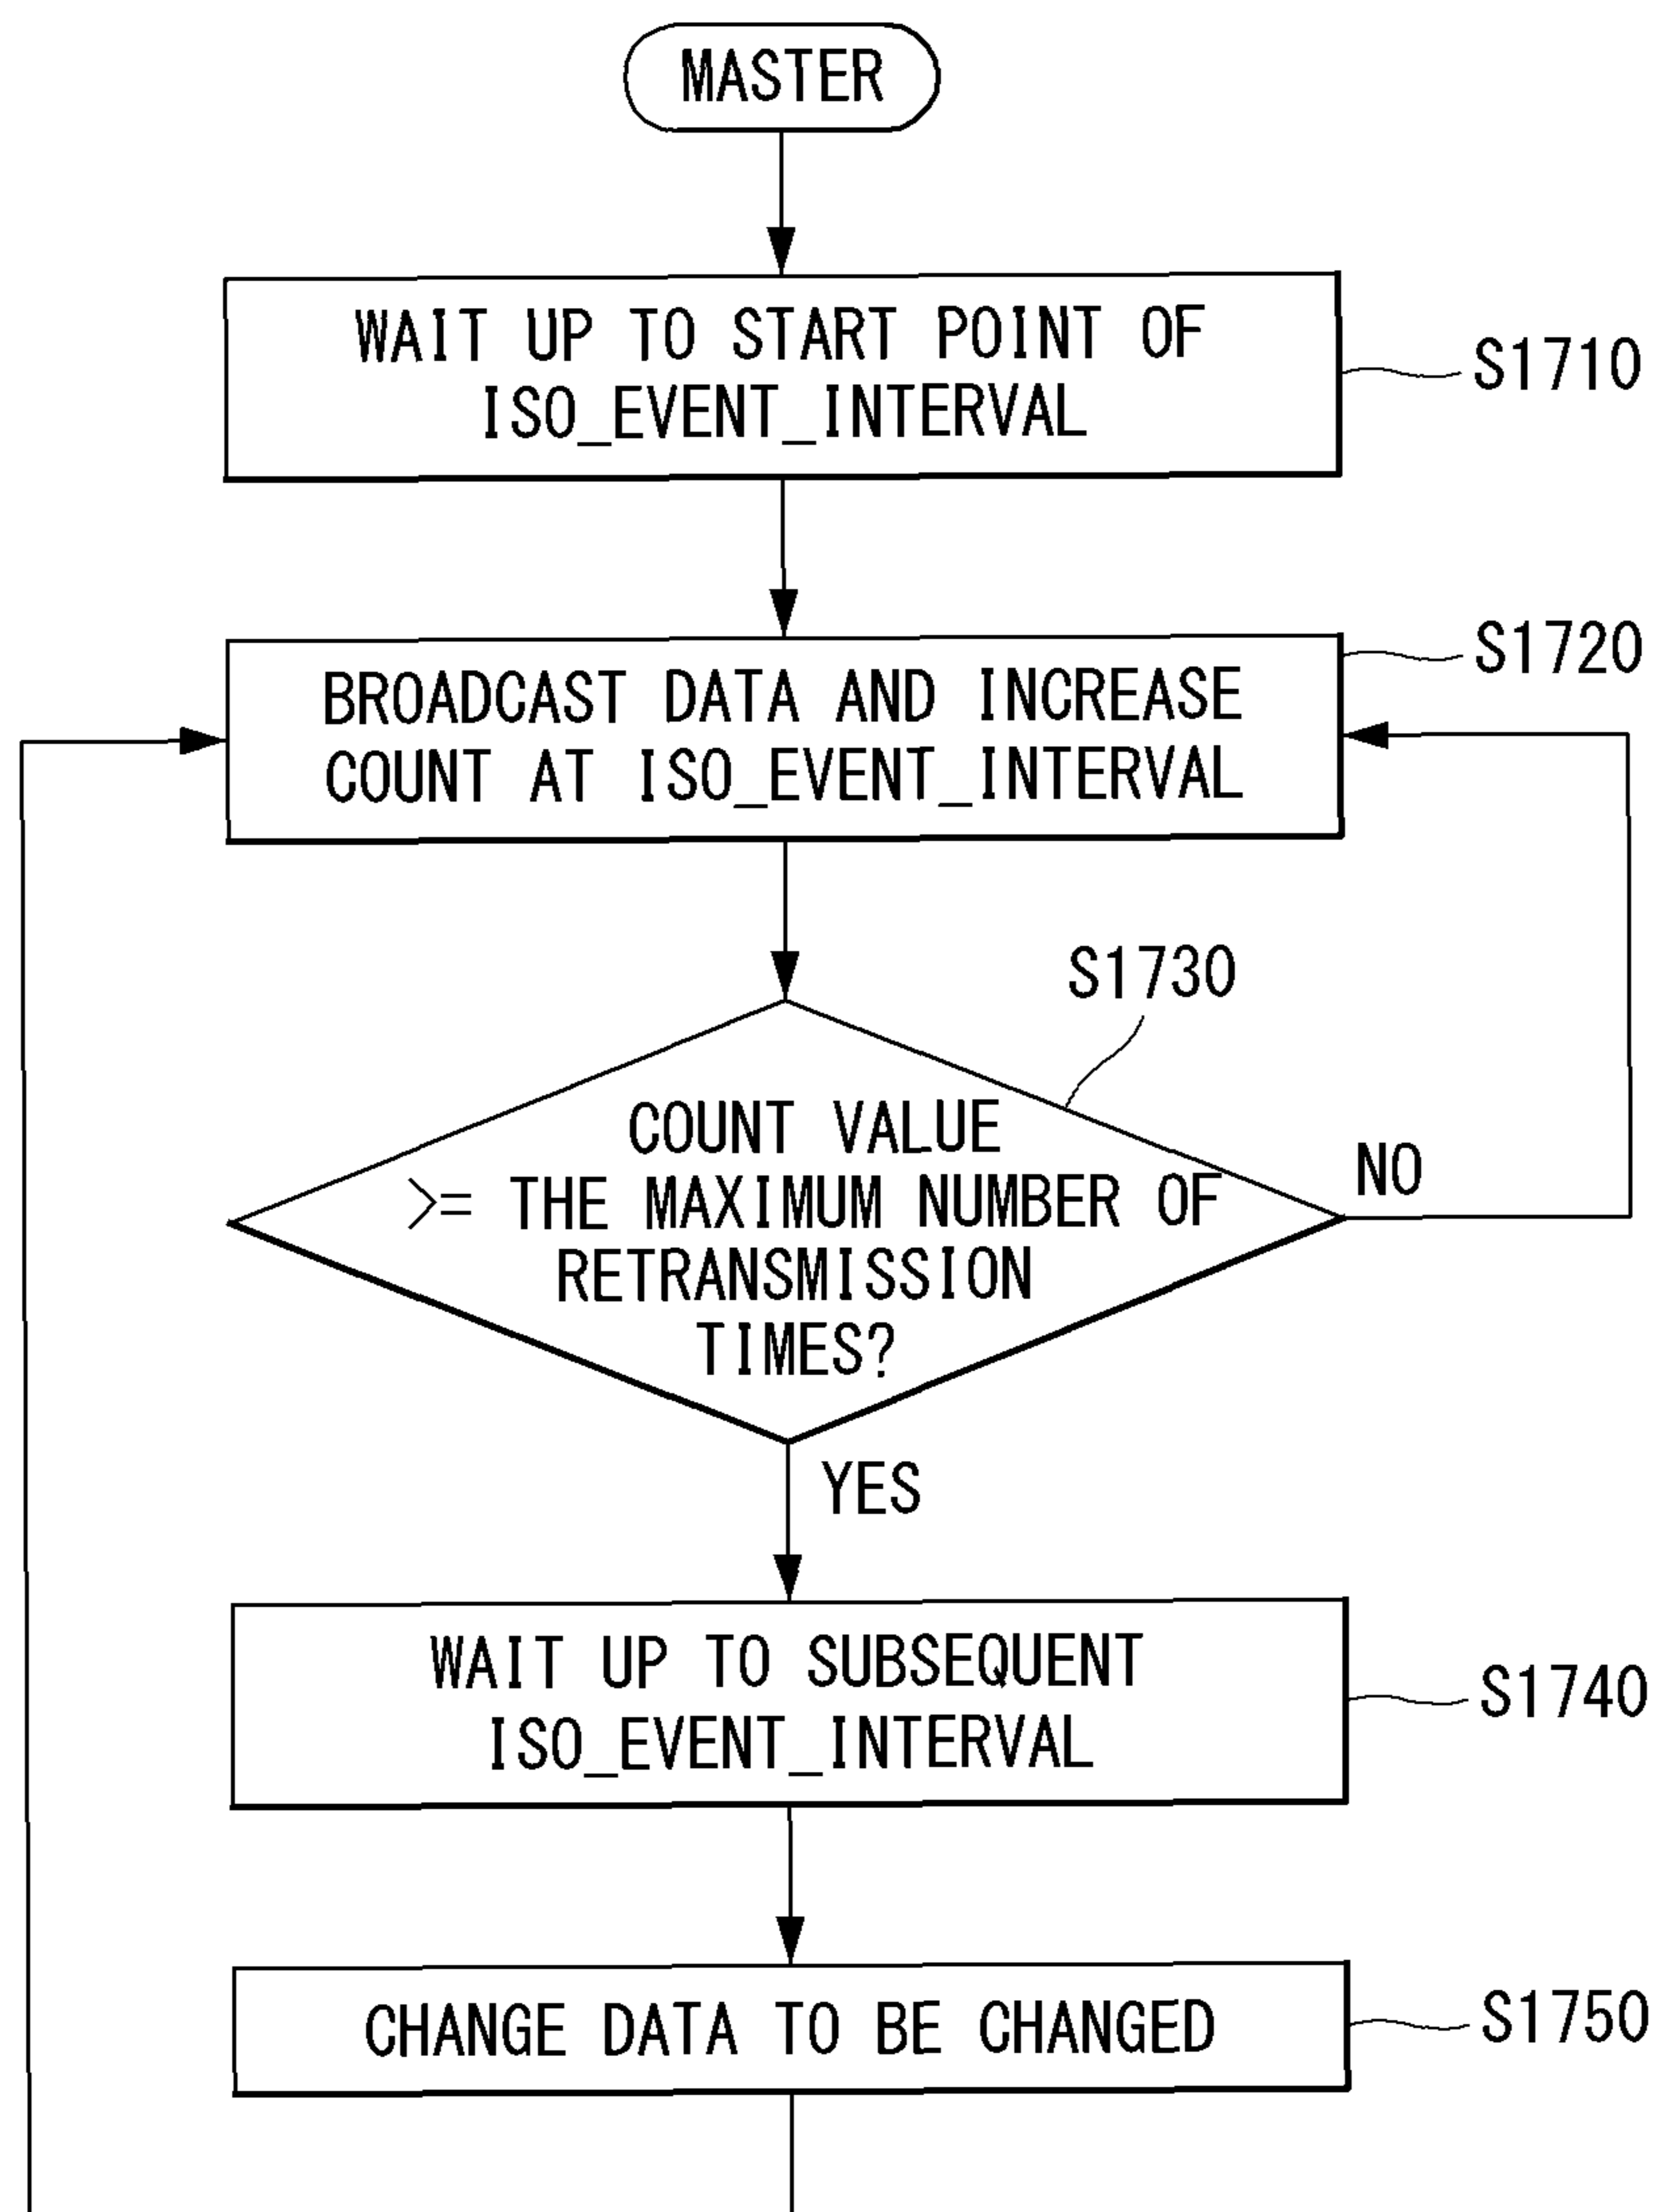 MASTER
WAIT UP TO START POINT OF
ISO_EVENT_INTERVAL
S1710
S1720
BROADCAST DATA AND INCREASE
COUNT AT ISO_EVENT_INTERVAL
S1730
COUNT VALUE
>= THE MAXIMUM NUMBER OF
RETRANSMISSION
TIMES?
NO
YES
WAIT UP TO SUBSEQUENT
ISO_EVENT_INTERVAL
S1740
CHANGE DATA TO BE CHANGED
S1750